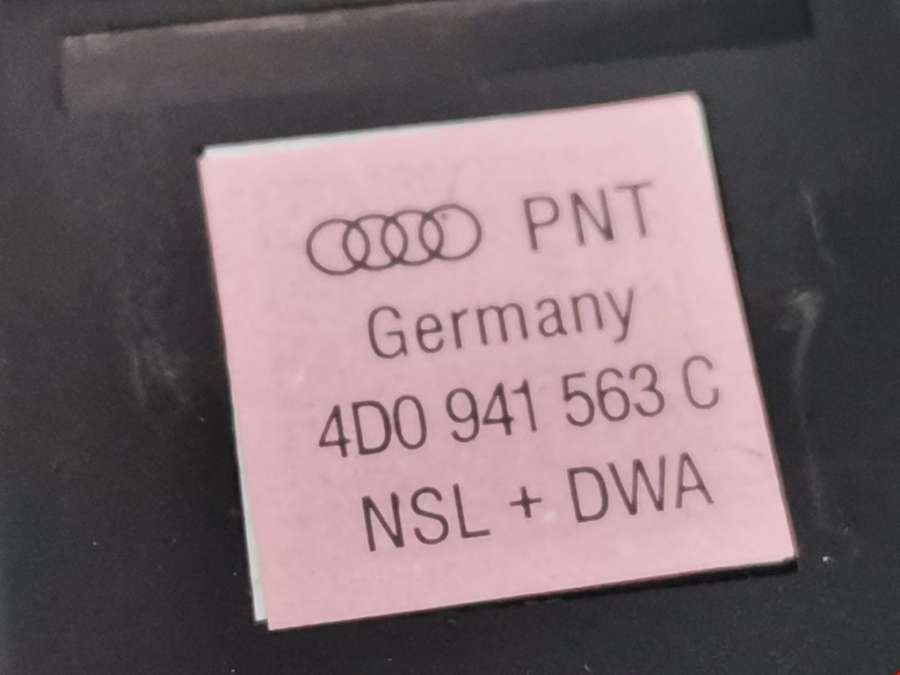 PNT
Germany
4D0 941 563 C
NSL + DWA